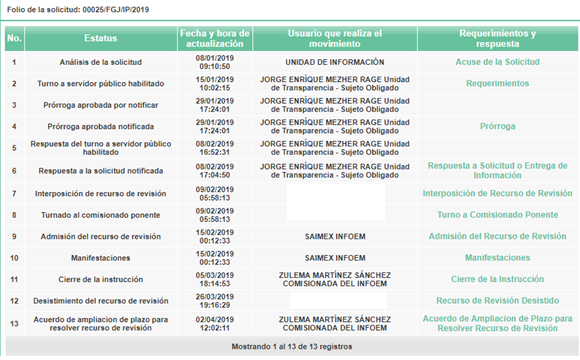 Folio de la solicitud: 00025/FGJ/IP/2019
No. Estatus Fecha y hora de actualización Usuario que realiza el movimiento Requerimientos y respuesta
1 Análisis de la solicitud 08/01/2019 09:10:50 UNIDAD DE INFORMACIÓN Acuse de la Solicitud
2 Turno a servidor público habilitado 15/01/2019 10:02:15 JORGE ENRÍQUE MEZHER RAGE Unidad de Transparencia - Sujeto Obligado Requerimientos
3 Prórroga aprobada por notificar 29/01/2019 17:24:01 JORGE ENRÍQUE MEZHER RAGE Unidad de Transparencia - Sujeto Obligado
4 Prórroga aprobada notificada 29/01/2019 17:24:01 JORGE ENRÍQUE MEZHER RAGE Unidad de Transparencia - Sujeto Obligado Prórroga
5 Respuesta del turno a servidor público habilitado 08/02/2019 16:52:31 JORGE ENRÍQUE MEZHER RAGE Unidad de Transparencia - Sujeto Obligado
6 Respuesta a la solicitud notificada 08/02/2019 17:04:50 JORGE ENRÍQUE MEZHER RAGE Unidad de Transparencia - Sujeto Obligado Respuesta a Solicitud o Entrega de Información
7 Interposición de recurso de revisión 09/02/2019 05:58:13 Interposición de Recurso de Revisión
8 Turnado al comisionado ponente 09/02/2019 05:58:13 Turno a Comisionado Ponente
9 Admisión del recurso de revisión 15/02/2019 00:12:33 SAIMEX INFOEM Admisión del Recurso de Revisión
10 Manifestaciones 15/02/2019 00:12:33 SAIMEX INFOEM Manifestaciones
11 Cierre de la instrucción 05/03/2019 18:14:53 ZULEMA MARTÍNEZ SÁNCHEZ COMISIONADA DEL INFOEM Cierre de la Instrucción
12 Desistimiento del recurso de revisión 26/03/2019 19:16:29 Recurso de Revisión Desistido
13 Acuerdo de ampliacion de plazo para resolver recurso de revisión 02/04/2019 12:02:11 ZULEMA MARTÍNEZ SÁNCHEZ COMISIONADA DEL INFOEM Acuerdo de Ampliacion de Plazo para Resolver Recurso de Revisión
Mostrando 1 al 13 de 13 registros